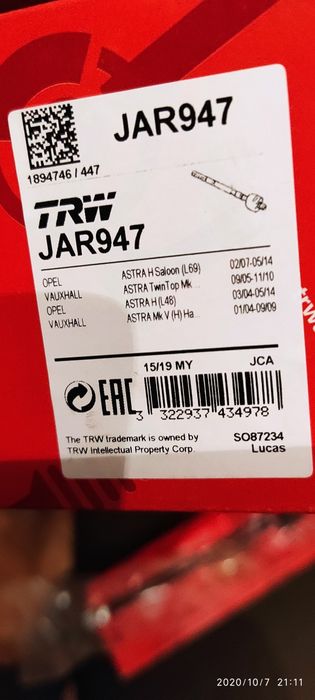 JAR947
1894746 / 447
TRW
JAR947
OPEL ASTRA H Saloon (L69) 02/07-05/14
VAUXHALL ASTRA TwinTop Mk... 09/05-11/10
OPEL ASTRA H (L48) 03/04-05/14
VAUXHALL ASTRA Mk V (H) Ha... 01/04-09/09
trw
15/19 MY JCA
EAC
3 322937 434978
The TRW trademark is owned by SO87234
TRW Intellectual Property Corp. Lucas
2020/10/7 21:11